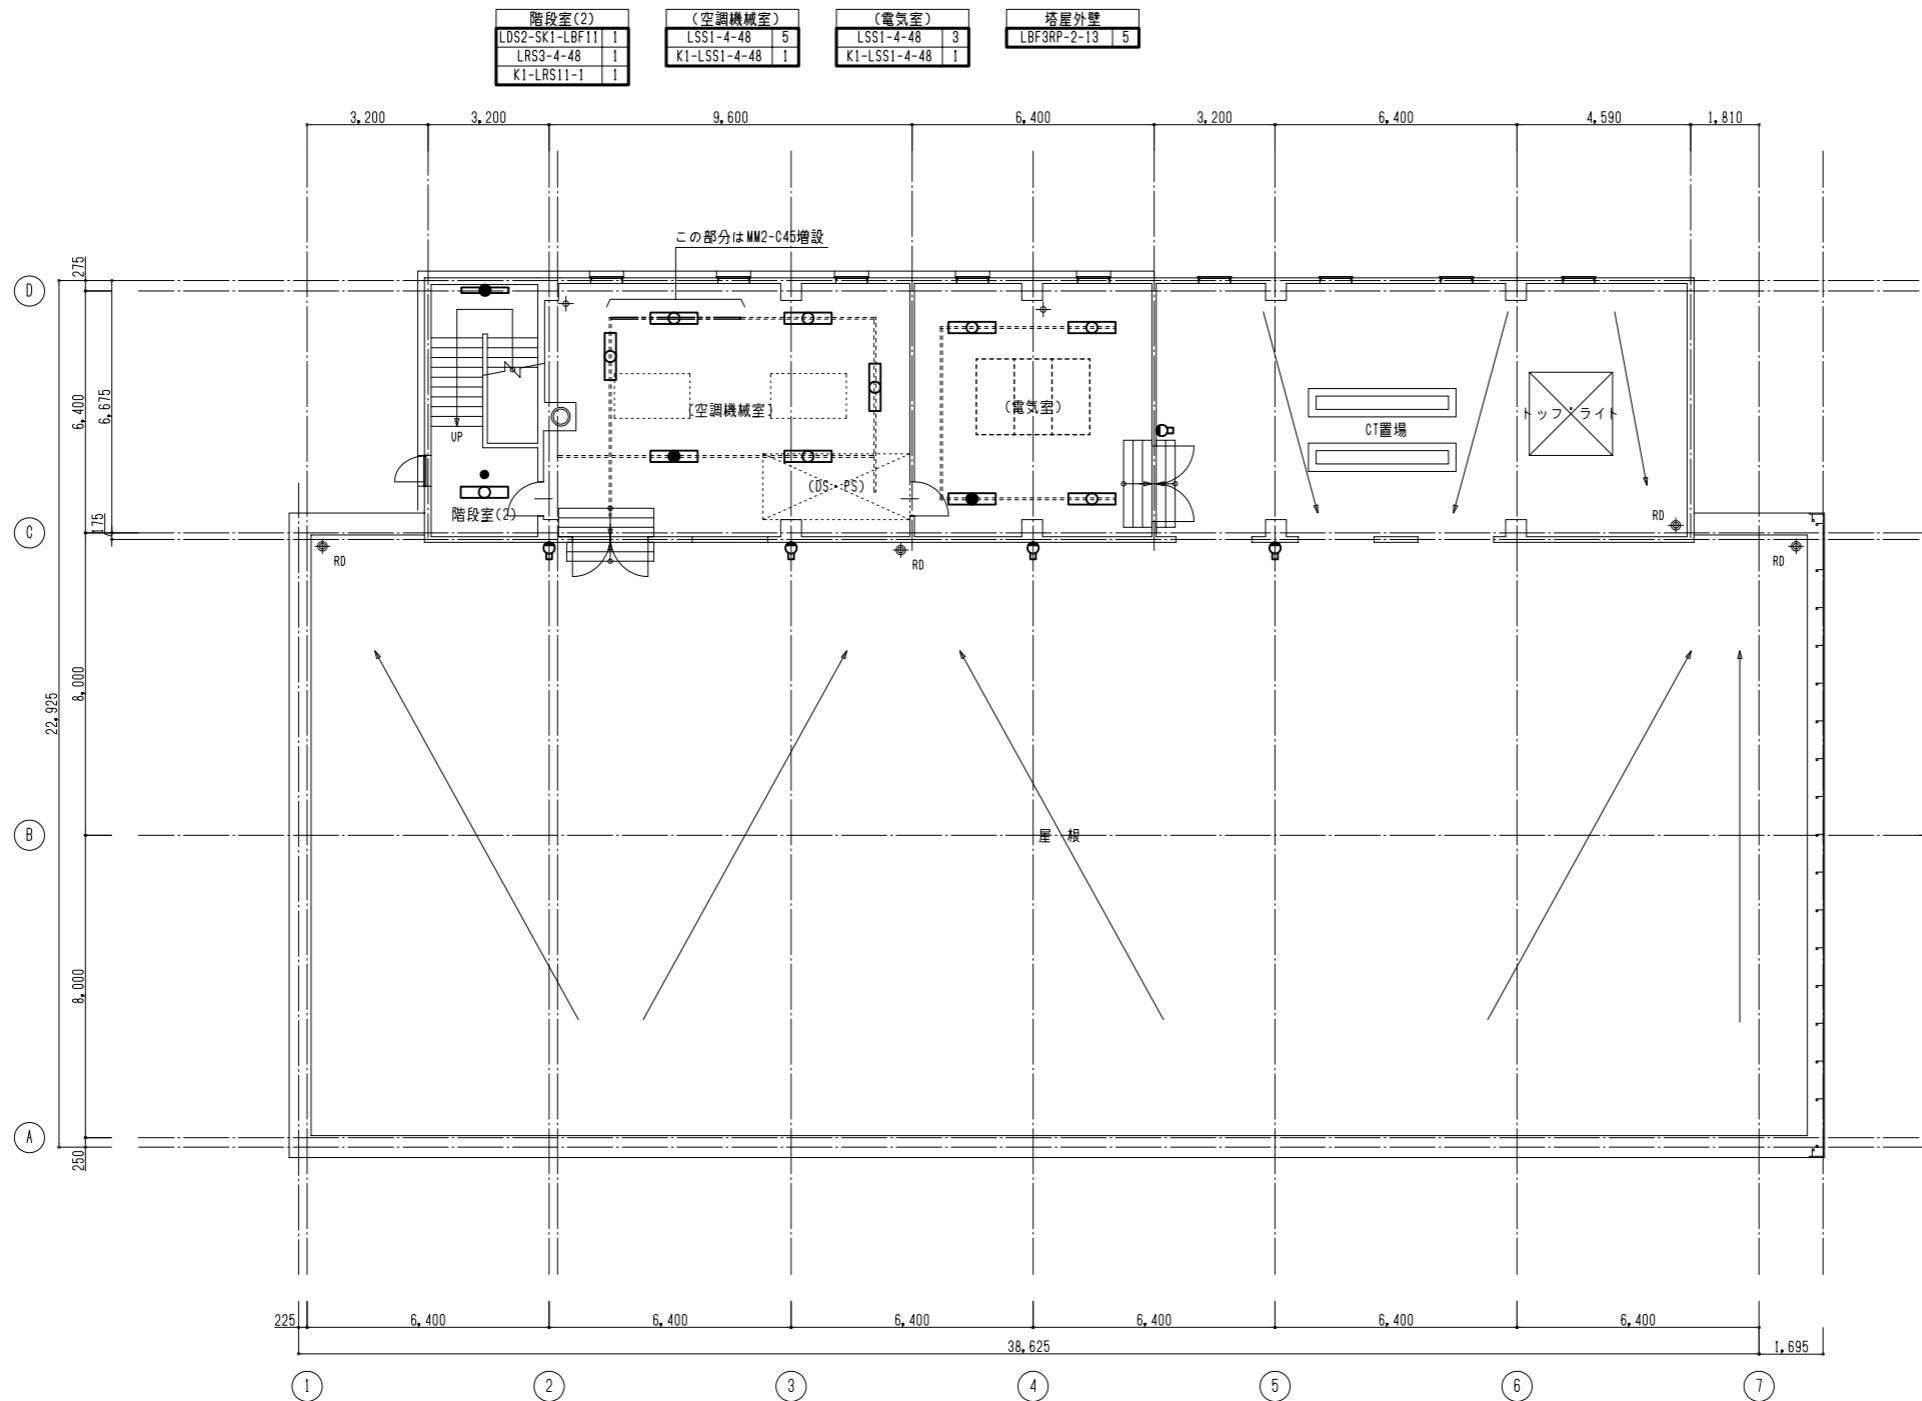 階段室(2)
LDS2-SK1-LBF11 1
LRS3-4-48 1
K1-LRS11-1 1
(空調機械室)
LSS1-4-48 5
K1-LSS1-4-48 1
(電気室)
LSS1-4-48 3
K1-LSS1-4-48 1
塔屋外壁
LBF3RP-2-13 5
3,200 3,200 9,600 6,400 3,200 6,400 4,590 1,810
この部分はMM2-C45増設
275
D
6,400
6,675
(空調機械室)
(電気室)
CT置場
トップ・ライト
UP
(DS・PS)
階段室(2)
175
C
RD
RD
RD
RD
8,000
22,925
B
屋根
8,000
A
250
225 6,400 6,400 6,400 6,400 6,400 6,400
38,625 1,695
1 2 3 4 5 6 7